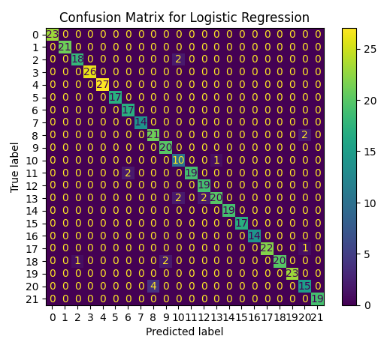 Confusion Matrix for Logistic Regression
0 23 0 0 0 0 0 0 0 0 0 0 0 0 0 0 0 0 0 0 0 0 0
1 0 21 0 0 0 0 0 0 0 0 0 0 0 0 0 0 0 0 0 0 0 0
2 0 0 18 0 0 0 0 0 0 0 2 0 0 0 0 0 0 0 0 0 0 0
3 0 0 0 26 0 0 0 0 0 0 0 0 0 0 0 0 0 0 0 0 0 0
4 0 0 0 0 27 0 0 0 0 0 0 0 0 0 0 0 0 0 0 0 0 0
5 0 0 0 0 0 17 0 0 0 0 0 0 0 0 0 0 0 0 0 0 0 0
6 0 0 0 0 0 0 17 0 0 0 0 0 0 0 0 0 0 0 0 0 0 0
7 0 0 0 0 0 0 0 14 0 0 0 0 0 0 0 0 0 0 0 0 0 0
8 0 0 0 0 0 0 0 0 21 0 0 0 0 0 0 0 0 0 0 0 2 0
9 0 0 0 0 0 0 0 0 0 20 0 0 0 0 0 0 0 0 0 0 0 0
10 0 0 0 0 0 0 0 0 0 0 10 0 0 1 0 0 0 0 0 0 0 0
11 0 0 0 0 0 0 2 0 0 0 0 19 0 0 0 0 0 0 0 0 0 0
12 0 0 0 0 0 0 0 0 0 0 0 0 19 0 0 0 0 0 0 0 0 0
13 0 0 0 0 0 0 0 0 0 0 2 0 2 20 0 0 0 0 0 0 0 0
14 0 0 0 0 0 0 0 0 0 0 0 0 0 0 19 0 0 0 0 0 0 0
15 0 0 0 0 0 0 0 0 0 0 0 0 0 0 0 17 0 0 0 0 0 0
16 0 0 0 0 0 0 0 0 0 0 0 0 0 0 0 0 14 0 0 0 0 0
17 0 0 0 0 0 0 0 0 0 0 0 0 0 0 0 0 0 22 0 0 1 0
18 0 0 1 0 0 0 0 0 0 2 0 0 0 0 0 0 0 0 20 0 0 0
19 0 0 0 0 0 0 0 0 0 0 0 0 0 0 0 0 0 0 0 23 0 0
20 0 0 0 0 0 0 0 0 4 0 0 0 0 0 0 0 0 0 0 0 15 0
21 0 0 0 0 0 0 0 0 0 0 0 0 0 0 0 0 0 0 0 0 0 19
0 1 2 3 4 5 6 7 8 9 10 11 12 13 14 15 16 17 18 19 20 21
True label
Predicted label
25
20
15
10
5
0